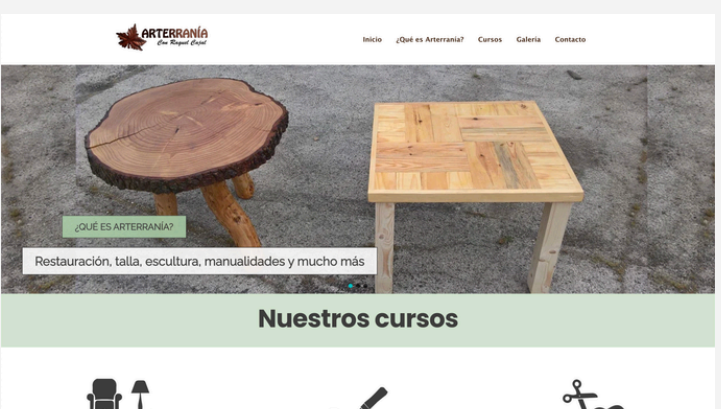 ARTERRANÍA
Con Raquel Cajal
Inicio ¿Qué es Arterranía? Cursos Galería Contacto
¿QUÉ ES ARTERRANÍA?
Restauración, talla, escultura, manualidades y mucho más
Nuestros cursos